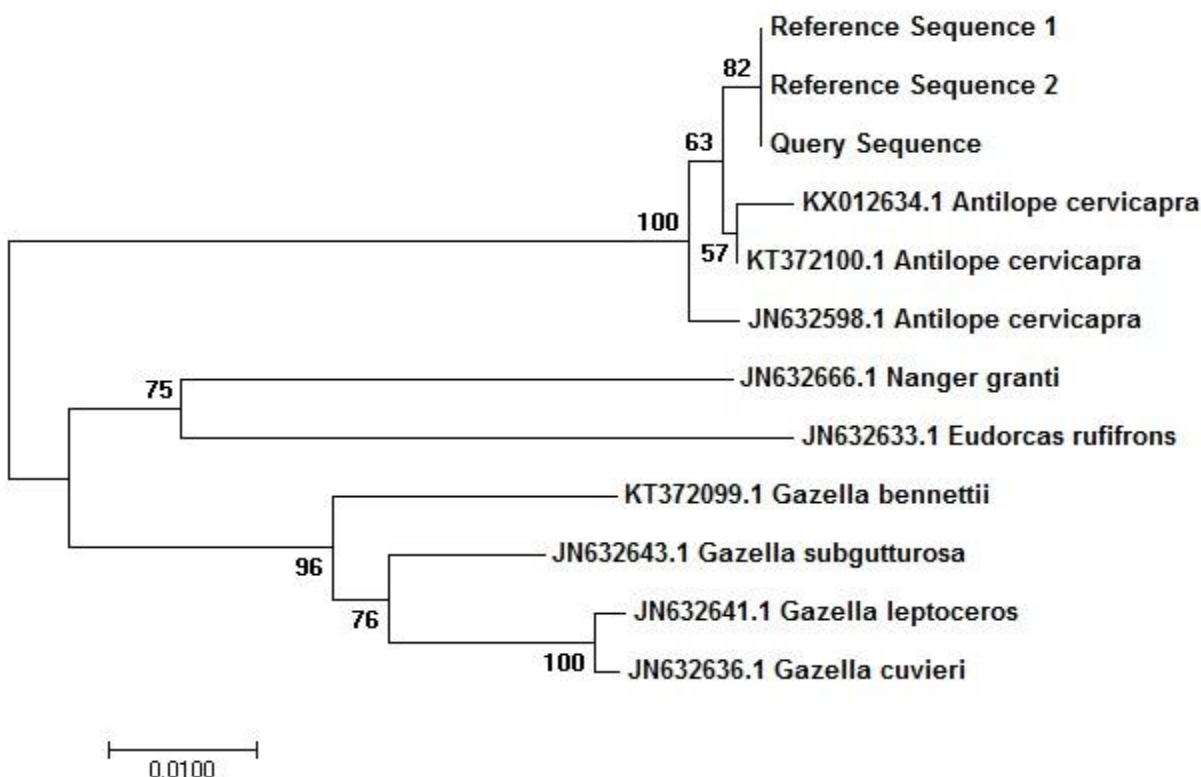 Reference Sequence 1
82
Reference Sequence 2
63
Query Sequence
KX012634.1 Antilope cervicapra
100
57
KT372100.1 Antilope cervicapra
JN632598.1 Antilope cervicapra
75
JN632666.1 Nanger granti
JN632633.1 Eudorcas rufifrons
KT372099.1 Gazella bennettii
96
JN632643.1 Gazella subgutturosa
76
JN632641.1 Gazella leptoceros
100
JN632636.1 Gazella cuvieri
0.0100